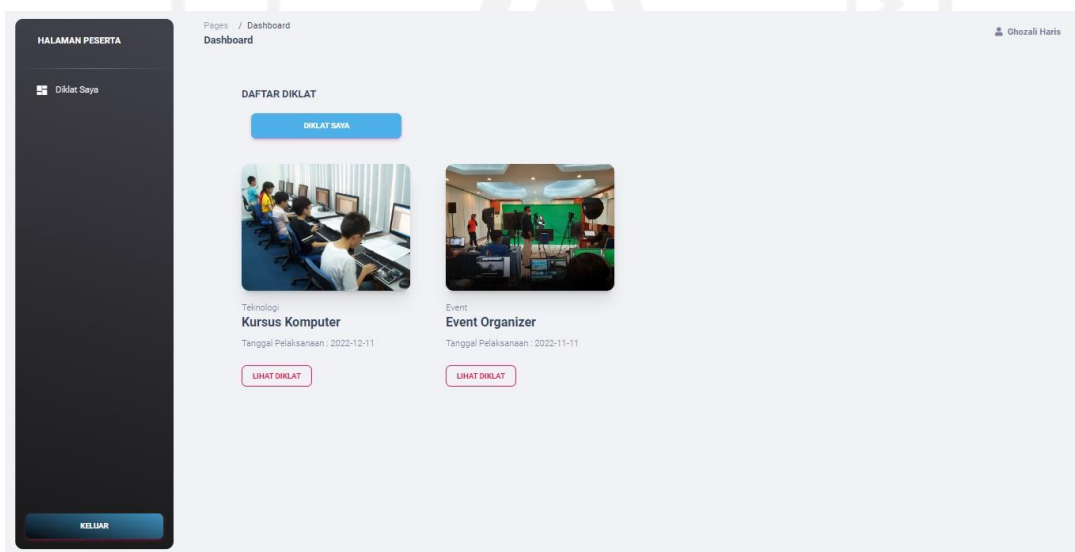 HALAMAN PESERTA
Diklat Saya
KELUAR
Pages / Dashboard
Dashboard
Ghozali Haris
DAFTAR DIKLAT
DIKLAT SAYA
Teknologi
Kursus Komputer
Tanggal Pelaksanaan : 2022-12-11
LIHAT DIKLAT
Event
Event Organizer
Tanggal Pelaksanaan : 2022-11-11
LIHAT DIKLAT